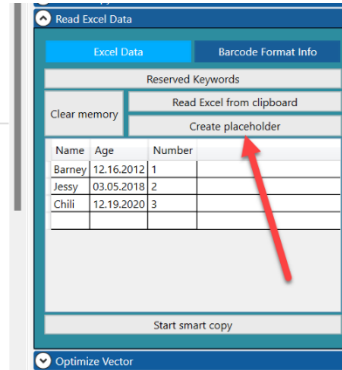 Read Excel Data
Excel Data Barcode Format Info
Reserved Keywords
Clear memory
Read Excel from clipboard
Create placeholder
Name Age Number
Barney 12.16.2012 1
Jessy 03.05.2018 2
Chili 12.19.2020 3
Start smart copy
Optimize Vector